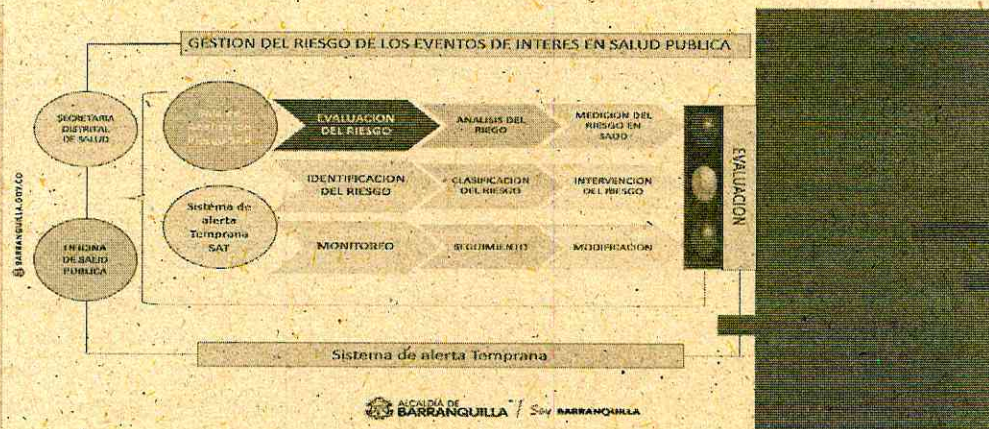 GESTION DEL RIESGO DE LOS EVENTOS DE INTERES EN SALUD PUBLICA
SECRETARIA
DISTRITAL
DE SALUD
OFICINA
DE SALUD
PUBLICA
BARRANQUILLA.GOV.CO
EVALUACION
DEL RIESGO
ANALISIS DEL
RIEGO
MEDICION DEL
RIESGO EN
Sistema de
alerta
Temprana
SAT
IDENTIFICACION
DEL RIESGO
CLASIFICACION
DEL RIESGO
INTERVENCION
DEL RIESGO
MONITOREO
SEGUIMIENTO
MODIFICACION
EVALUACION
Sistema de alerta Temprana
ALCALDÍA DE
BARRANQUILLA
Soy BARRANQUILLA